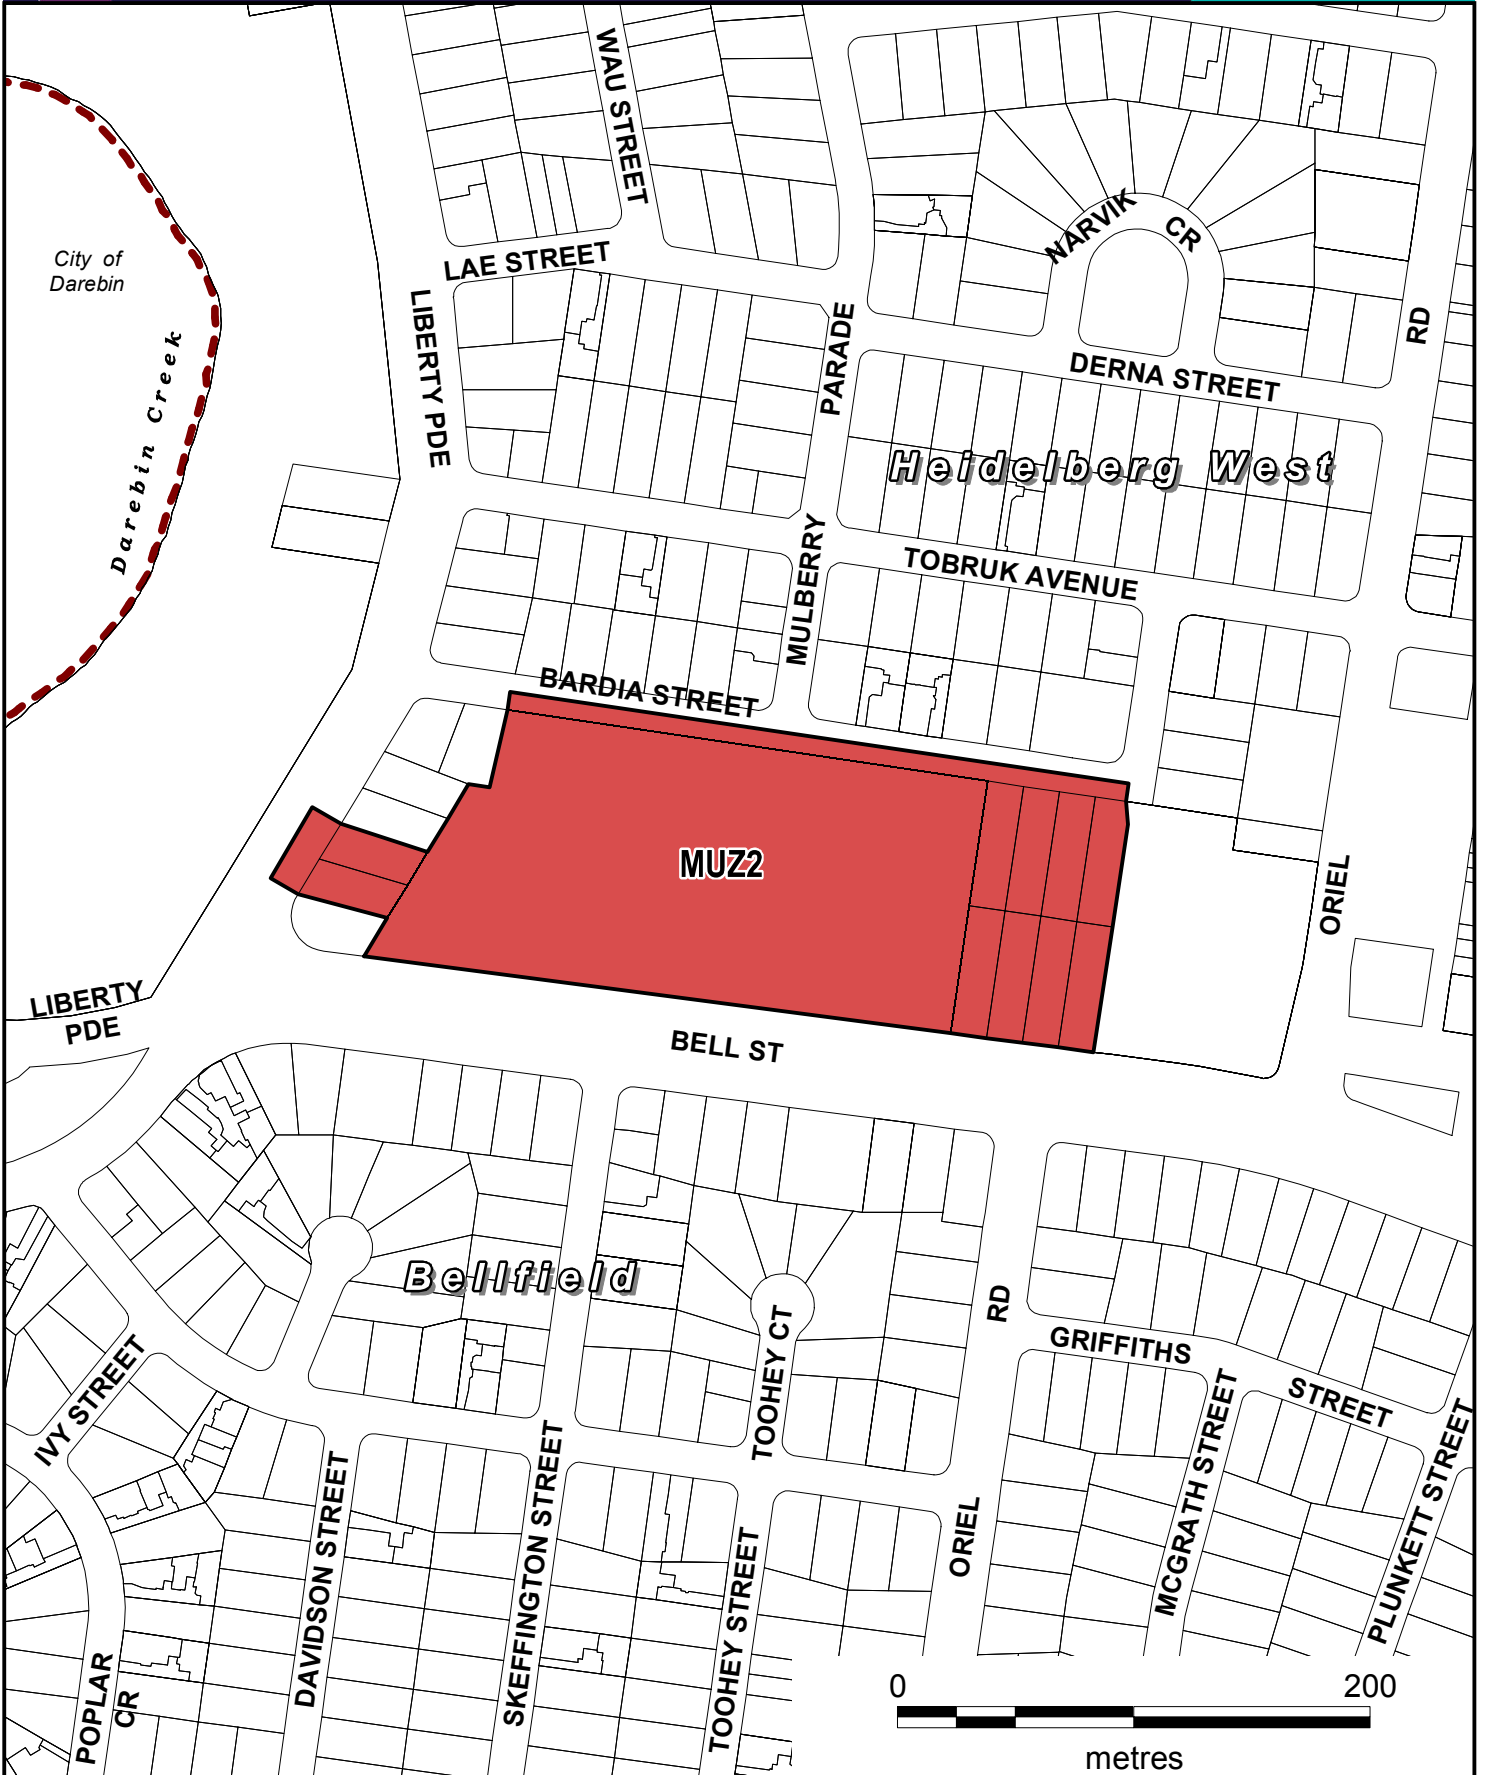 WAU STREET
City of
Darebin
Darebin Creek
LAE STREET
NARVIK
CR
LIBERTY PDE
PARADE
RD
DERNA STREET
Heidelberg West
MULBERRY
TOBRUK AVENUE
BARDIA STREET
MUZ2
ORIEL
LIBERTY
PDE
BELL ST
Bellfield
RD
TOOHEY CT
GRIFFITHS
STREET
IVY STREET
DAVIDSON STREET
SKEFFINGTON STREET
TOOHEY STREET
ORIEL
MCGRATH STREET
PLUNKETT STREET
POPLAR
CR
0 200
metres